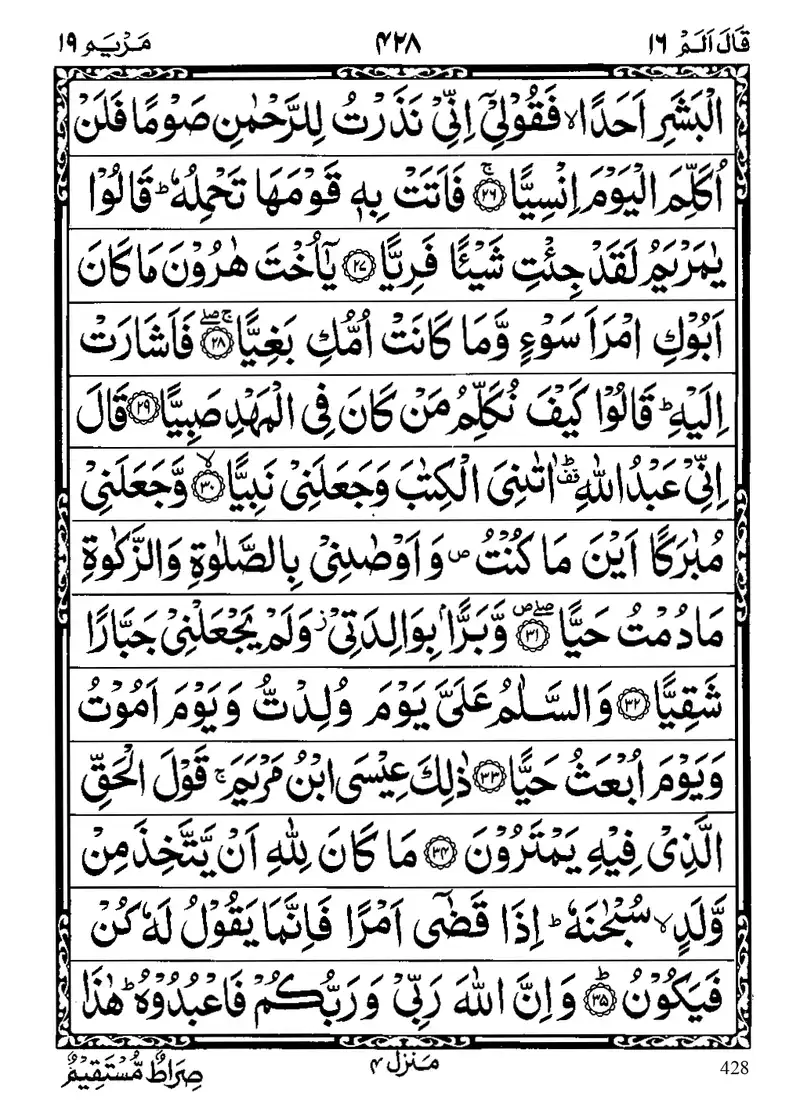 قَالَ اَلَمْ ١٦
٤٢٨
مَرْيَم ١٩
الْبَشَرِ اَحَدًا ۙ فَقُوْلِیْۤ اِنِّیْ نَذَرْتُ لِلرَّحْمٰنِ صَوْمًا فَلَنْ
اُكَلِّمَ الْیَوْمَ اِنْسِیًّا ۚ﴿۲۶﴾ فَاَتَتْ بِهٖ قَوْمَهَا تَحْمِلُهٗ ؕ قَالُوْا
یٰمَرْیَمُ لَقَدْ جِئْتِ شَیْـًٔا فَرِیًّا ﴿۲۷﴾ یٰۤاُخْتَ هٰرُوْنَ مَا كَانَ
اَبُوْكِ امْرَاَ سَوْءٍ وَّمَا كَانَتْ اُمُّكِ بَغِیًّا ۖۚ﴿۲۸﴾ فَاَشَارَتْ
اِلَیْهِ ؕ قَالُوْا كَیْفَ نُكَلِّمُ مَنْ كَانَ فِی الْمَهْدِ صَبِیًّا ﴿۲۹﴾ قَالَ
اِنِّیْ عَبْدُ اللّٰهِ ؕ۫ اٰتٰىنِیَ الْكِتٰبَ وَجَعَلَنِیْ نَبِیًّا ۙ﴿۳۰﴾ وَّجَعَلَنِیْ
مُبٰرَكًا اَیْنَ مَا كُنْتُ ۪ وَاَوْصٰىنِیْ بِالصَّلٰوةِ وَالزَّكٰوةِ
مَا دُمْتُ حَیًّا ۪ۖ﴿۳۱﴾ وَّبَرًّۢا بِوَالِدَتِیْ ؗ وَلَمْ یَجْعَلْنِیْ جَبَّارًا
شَقِیًّا ﴿۳۲﴾ وَالسَّلٰمُ عَلَیَّ یَوْمَ وُلِدْتُّ وَیَوْمَ اَمُوْتُ
وَیَوْمَ اُبْعَثُ حَیًّا ﴿۳۳﴾ ذٰلِكَ عِیْسَی ابْنُ مَرْیَمَ ۚ قَوْلَ الْحَقِّ
الَّذِیْ فِیْهِ یَمْتَرُوْنَ ﴿۳۴﴾ مَا كَانَ لِلّٰهِ اَنْ یَّتَّخِذَ مِنْ
وَّلَدٍ ۙ سُبْحٰنَهٗ ؕ اِذَا قَضٰۤی اَمْرًا فَاِنَّمَا یَقُوْلُ لَهٗ كُنْ
فَیَكُوْنُ ؕ﴿۳۵﴾ وَاِنَّ اللّٰهَ رَبِّیْ وَرَبُّكُمْ فَاعْبُدُوْهُ ؕ هٰذَا
428
مَنزل ٤
صِرَاطٌ مُّسْتَقِیْمٌ